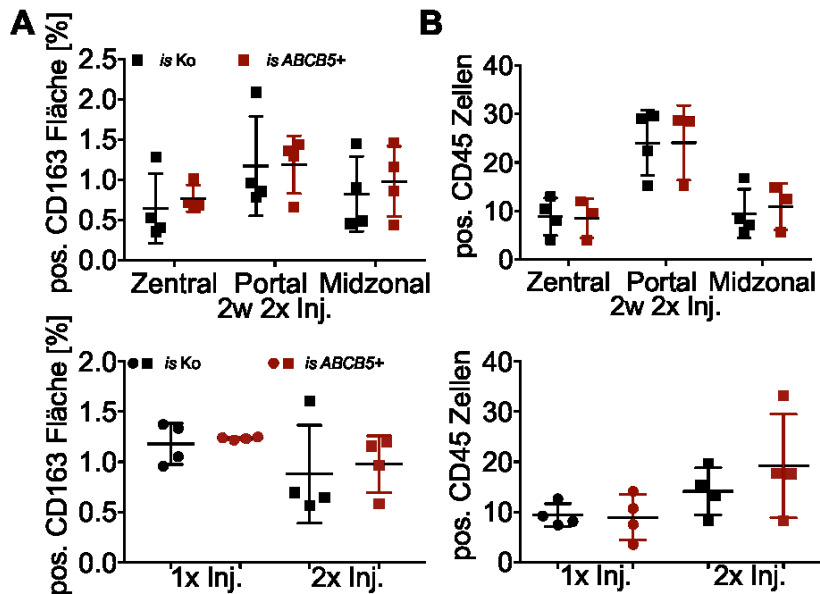 A
pos. CD163 Fläche [%]
is Ko
is ABCB5+
2.5
2.0
1.5
1.0
0.5
0.0
Zentral Portal Midzonal
2w 2x Inj.
B
pos. CD45 Zellen
40
30
20
10
0
Zentral Portal Midzonal
2w 2x Inj.
pos. CD163 Fläche [%]
is Ko
is ABCB5+
2.0
1.5
1.0
0.5
0.0
1x Inj. 2x Inj.
pos. CD45 Zellen
40
30
20
10
0
1x Inj. 2x Inj.